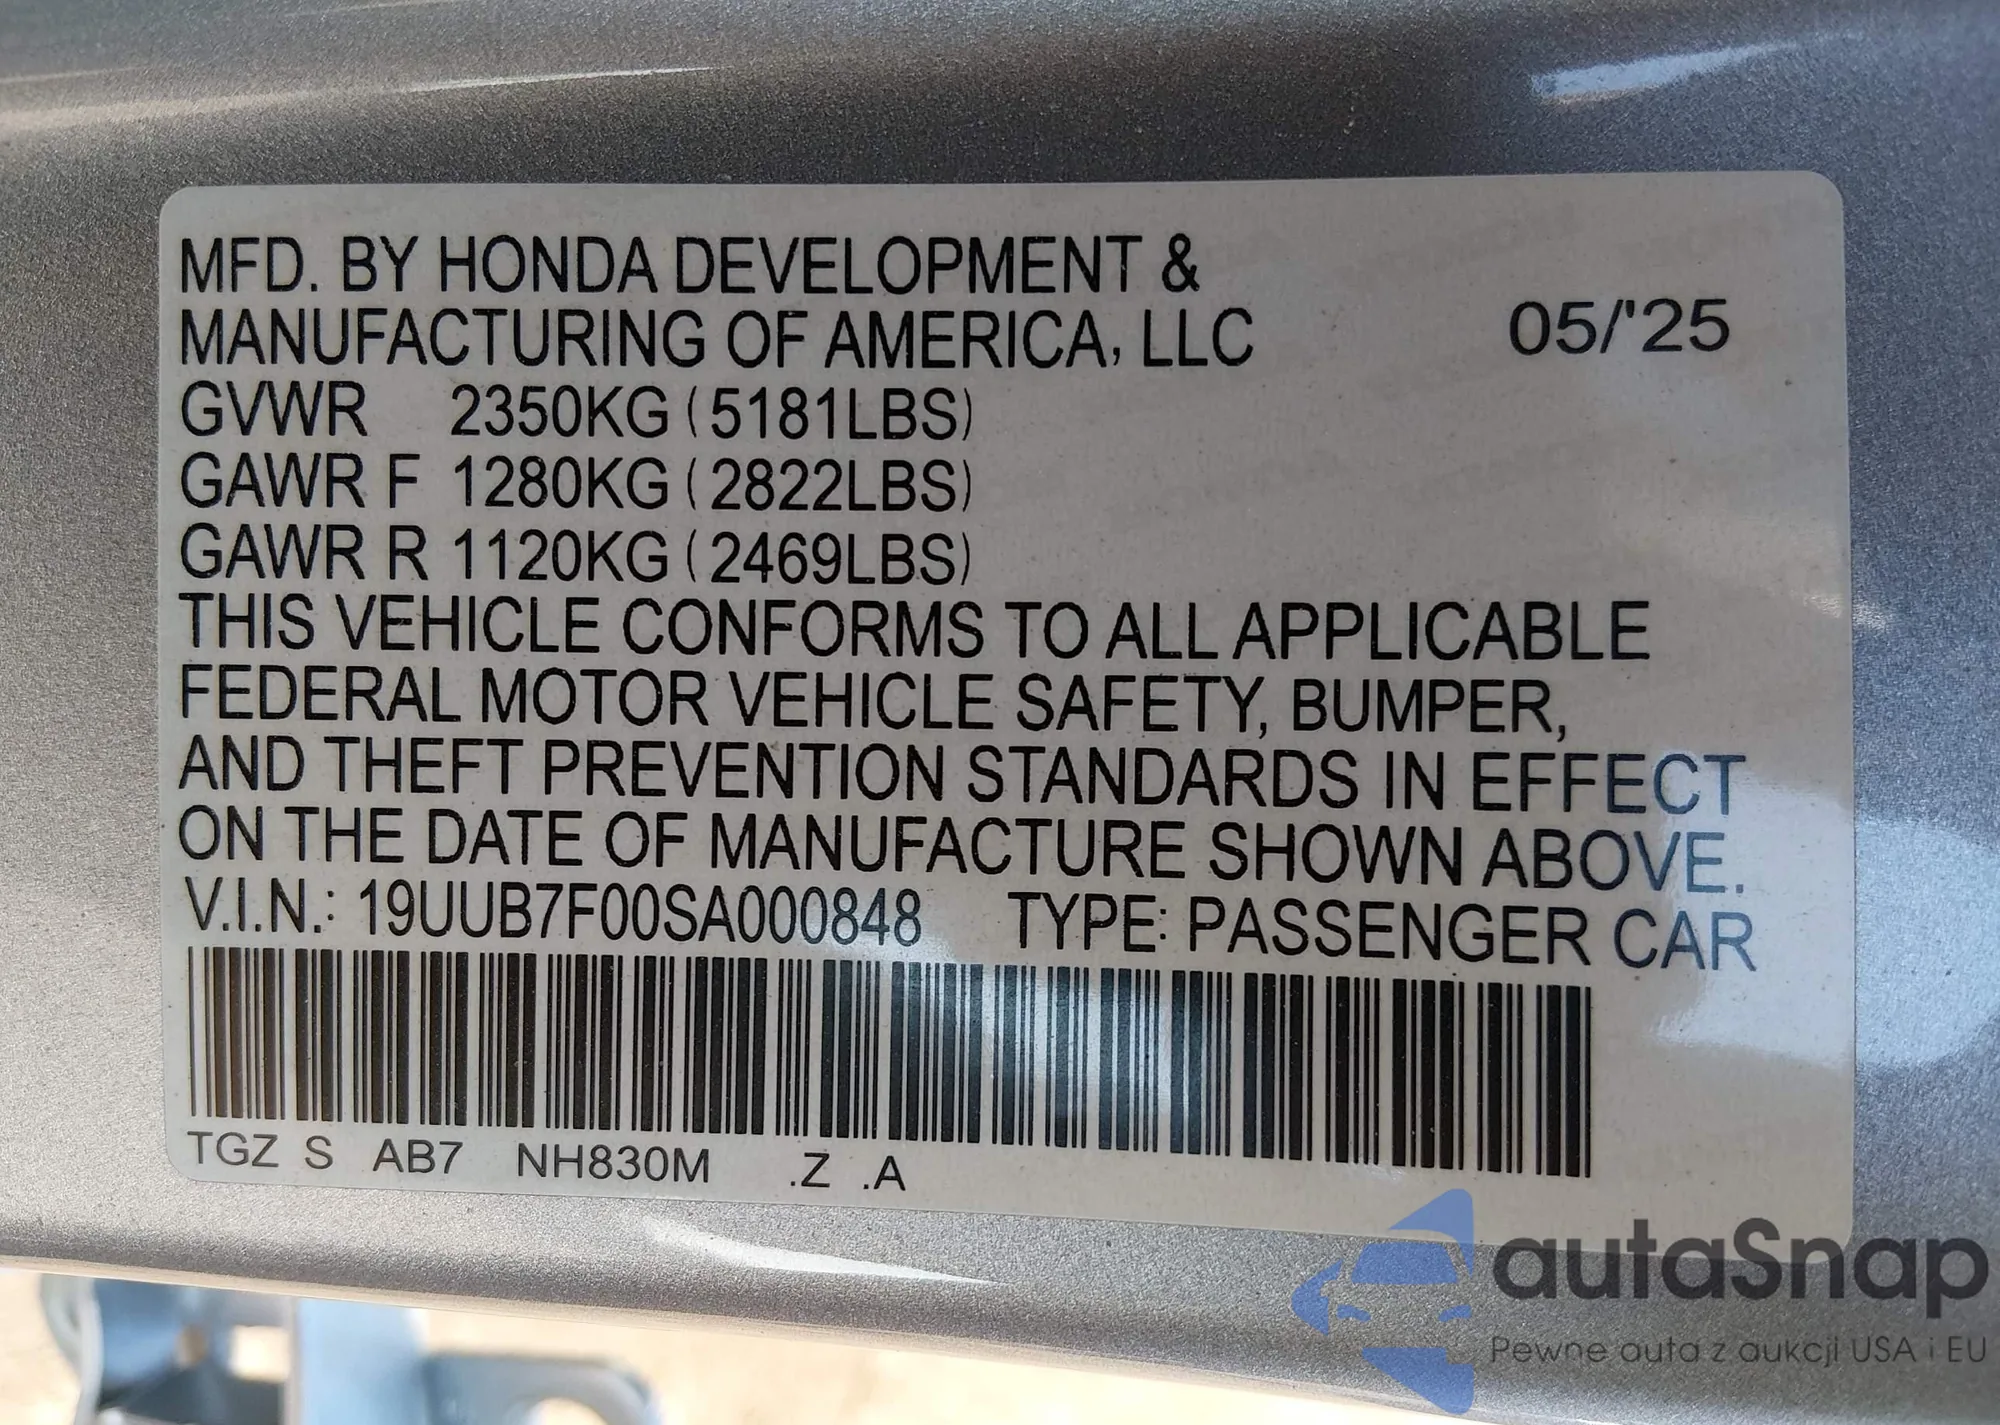 MFD. BY HONDA DEVELOPMENT &
MANUFACTURING OF AMERICA, LLC 05/'25
GVWR 2350KG (5181LBS)
GAWR F 1280KG (2822LBS)
GAWR R 1120KG (2469LBS)
THIS VEHICLE CONFORMS TO ALL APPLICABLE
FEDERAL MOTOR VEHICLE SAFETY, BUMPER,
AND THEFT PREVENTION STANDARDS IN EFFECT
ON THE DATE OF MANUFACTURE SHOWN ABOVE.
V.I.N.: 19UUB7F00SA000848 TYPE: PASSENGER CAR
TGZ S AB7 NH830M .Z .A
autaSnap
Pewne auta z aukcji USA i EU